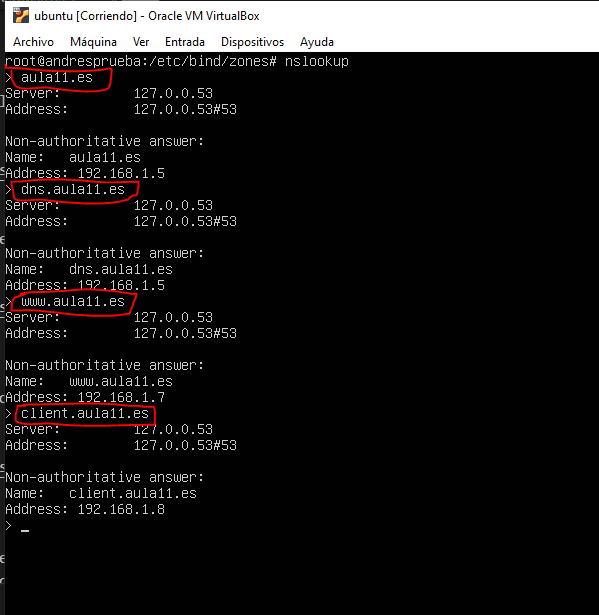 ubuntu [Corriendo] - Oracle VM VirtualBox
Archivo Máquina Ver Entrada Dispositivos Ayuda
root@andresprueba:/etc/bind/zones# nslookup
> aula11.es
Server: 127.0.0.53
Address: 127.0.0.53#53
Non-authoritative answer:
Name: aula11.es
Address: 192.168.1.5
> dns.aula11.es
Server: 127.0.0.53
Address: 127.0.0.53#53
Non-authoritative answer:
Name: dns.aula11.es
Address: 192.168.1.5
> www.aula11.es
Server: 127.0.0.53
Address: 127.0.0.53#53
Non-authoritative answer:
Name: www.aula11.es
Address: 192.168.1.7
> client.aula11.es
Server: 127.0.0.53
Address: 127.0.0.53#53
Non-authoritative answer:
Name: client.aula11.es
Address: 192.168.1.8
> _